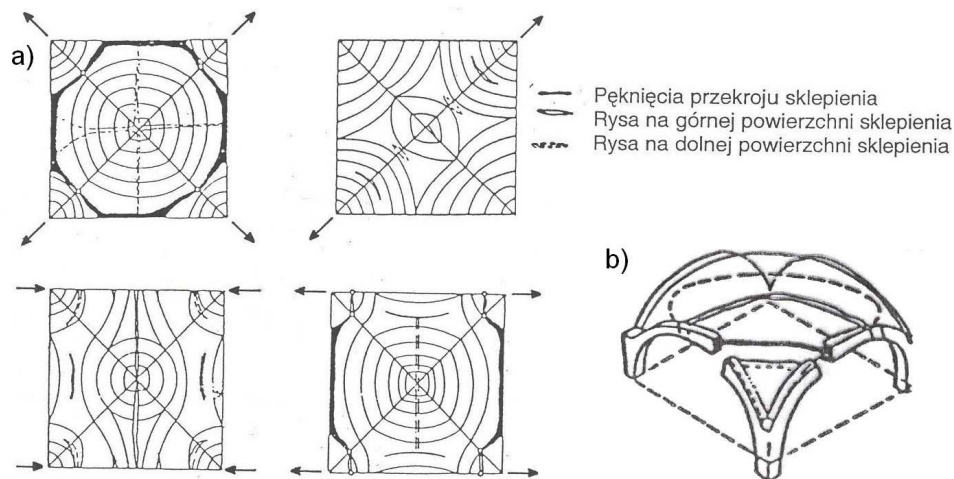 a)
Pęknięcia przekroju sklepienia
Rysa na górnej powierzchni sklepienia
Rysa na dolnej powierzchni sklepienia
b)